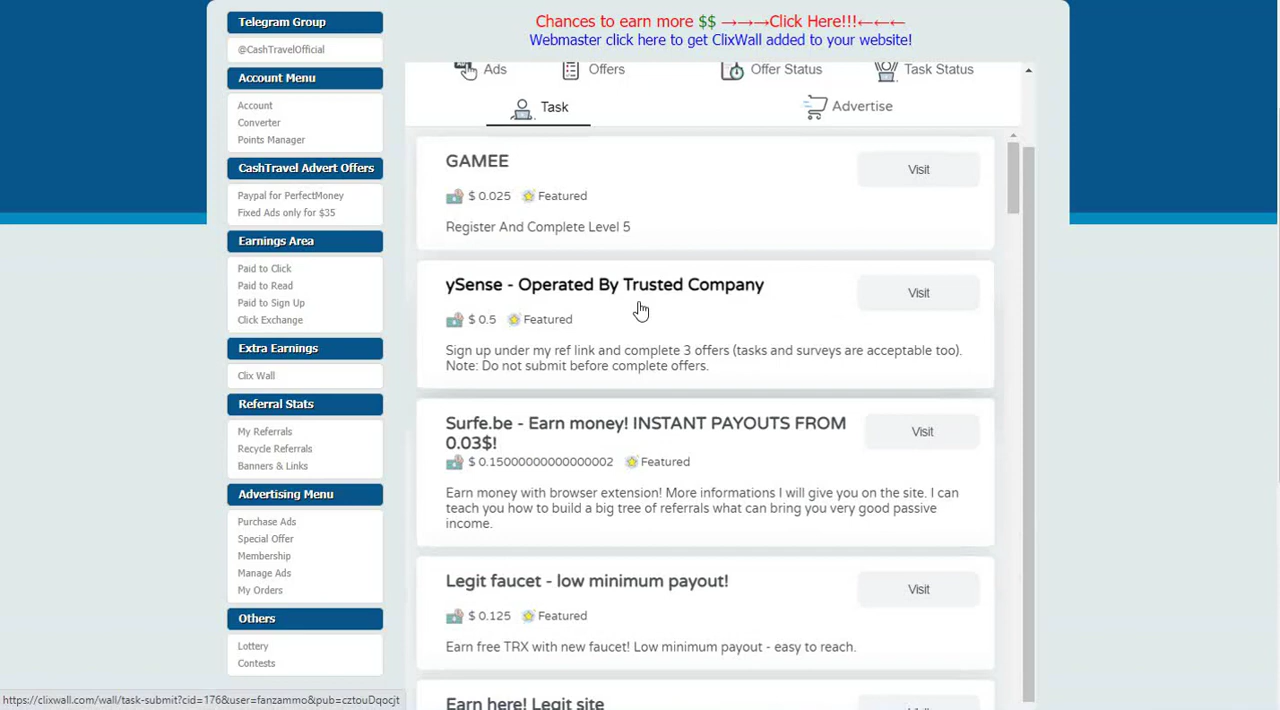 Telegram Group
@CashTravelOfficial
Account Menu
Account
Converter
Points Manager
CashTravel Advert Offers
Paypal for PerfectMoney
Fixed Ads only for $35
Earnings Area
Paid to Click
Paid to Read
Paid to Sign Up
Click Exchange
Extra Earnings
Clix Wall
Referral Stats
My Referrals
Recycle Referrals
Banners & Links
Advertising Menu
Purchase Ads
Special Offer
Membership
Manage Ads
My Orders
Others
Lottery
Contests
Chances to earn more $$ →→→Click Here!!!←←←
Webmaster click here to get ClixWall added to your website!
Ads Offers Offer Status Task Status
Task Advertise
GAMEE
Visit
$ 0.025 Featured
Register And Complete Level 5
ySense - Operated By Trusted Company
Visit
$ 0.5 Featured
Sign up under my ref link and complete 3 offers (tasks and surveys are acceptable too).
Note: Do not submit before complete offers.
Surfe.be - Earn money! INSTANT PAYOUTS FROM
0.03$!
Visit
$ 0.15000000000000002 Featured
Earn money with browser extension! More informations I will give you on the site. I can
teach you how to build a big tree of referrals what can bring you very good passive
income.
Legit faucet - low minimum payout!
Visit
$ 0.125 Featured
Earn free TRX with new faucet! Low minimum payout - easy to reach.
Earn here! Legit site
https://clixwall.com/wall/task-submit?cid=176&user=fanzammo&pub=cztouDqocjt